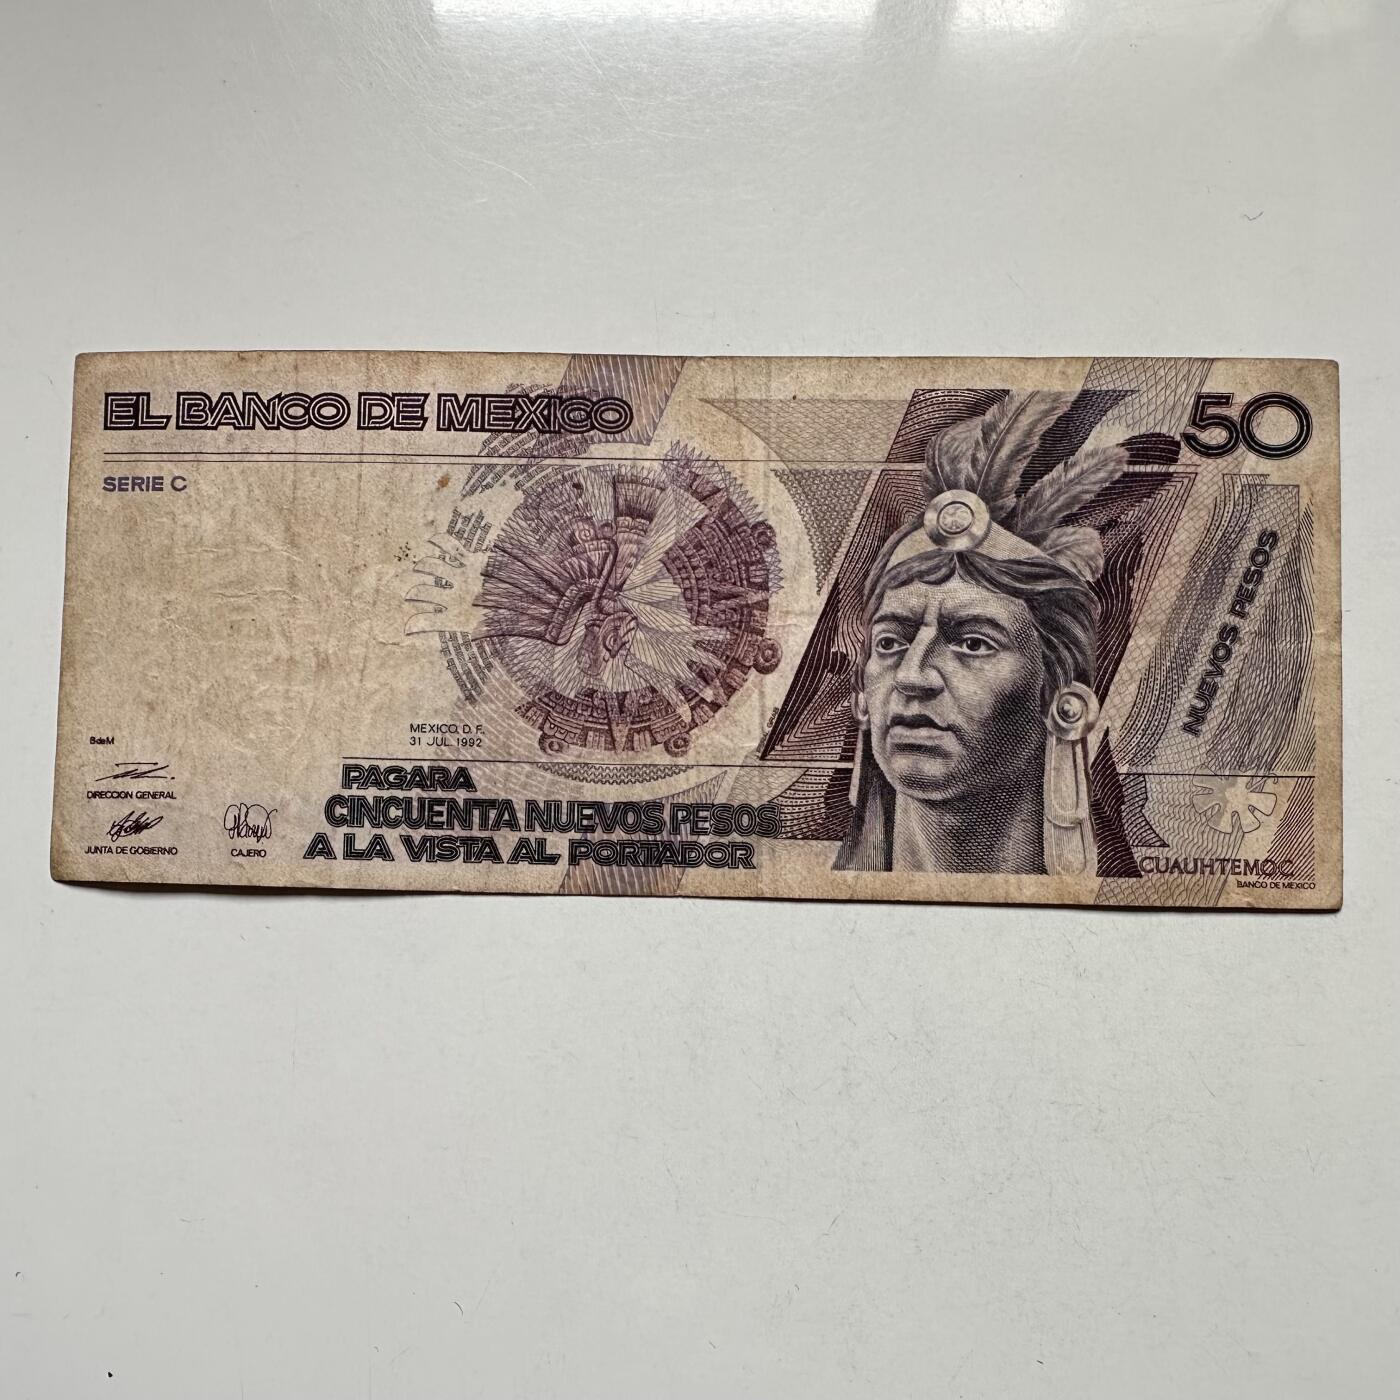 EL BANCO DE MEXICO
50
SERIE C
NUEVOS PESOS
MEXICO, D. F.
31 JUL. 1992
BdeM
PAGARA
CINCUENTA NUEVOS PESOS
A LA VISTA AL PORTADOR
DIRECCION GENERAL
JUNTA DE GOBIERNO
CAJERO
CUAUHTEMOC
BANCO DE MEXICO